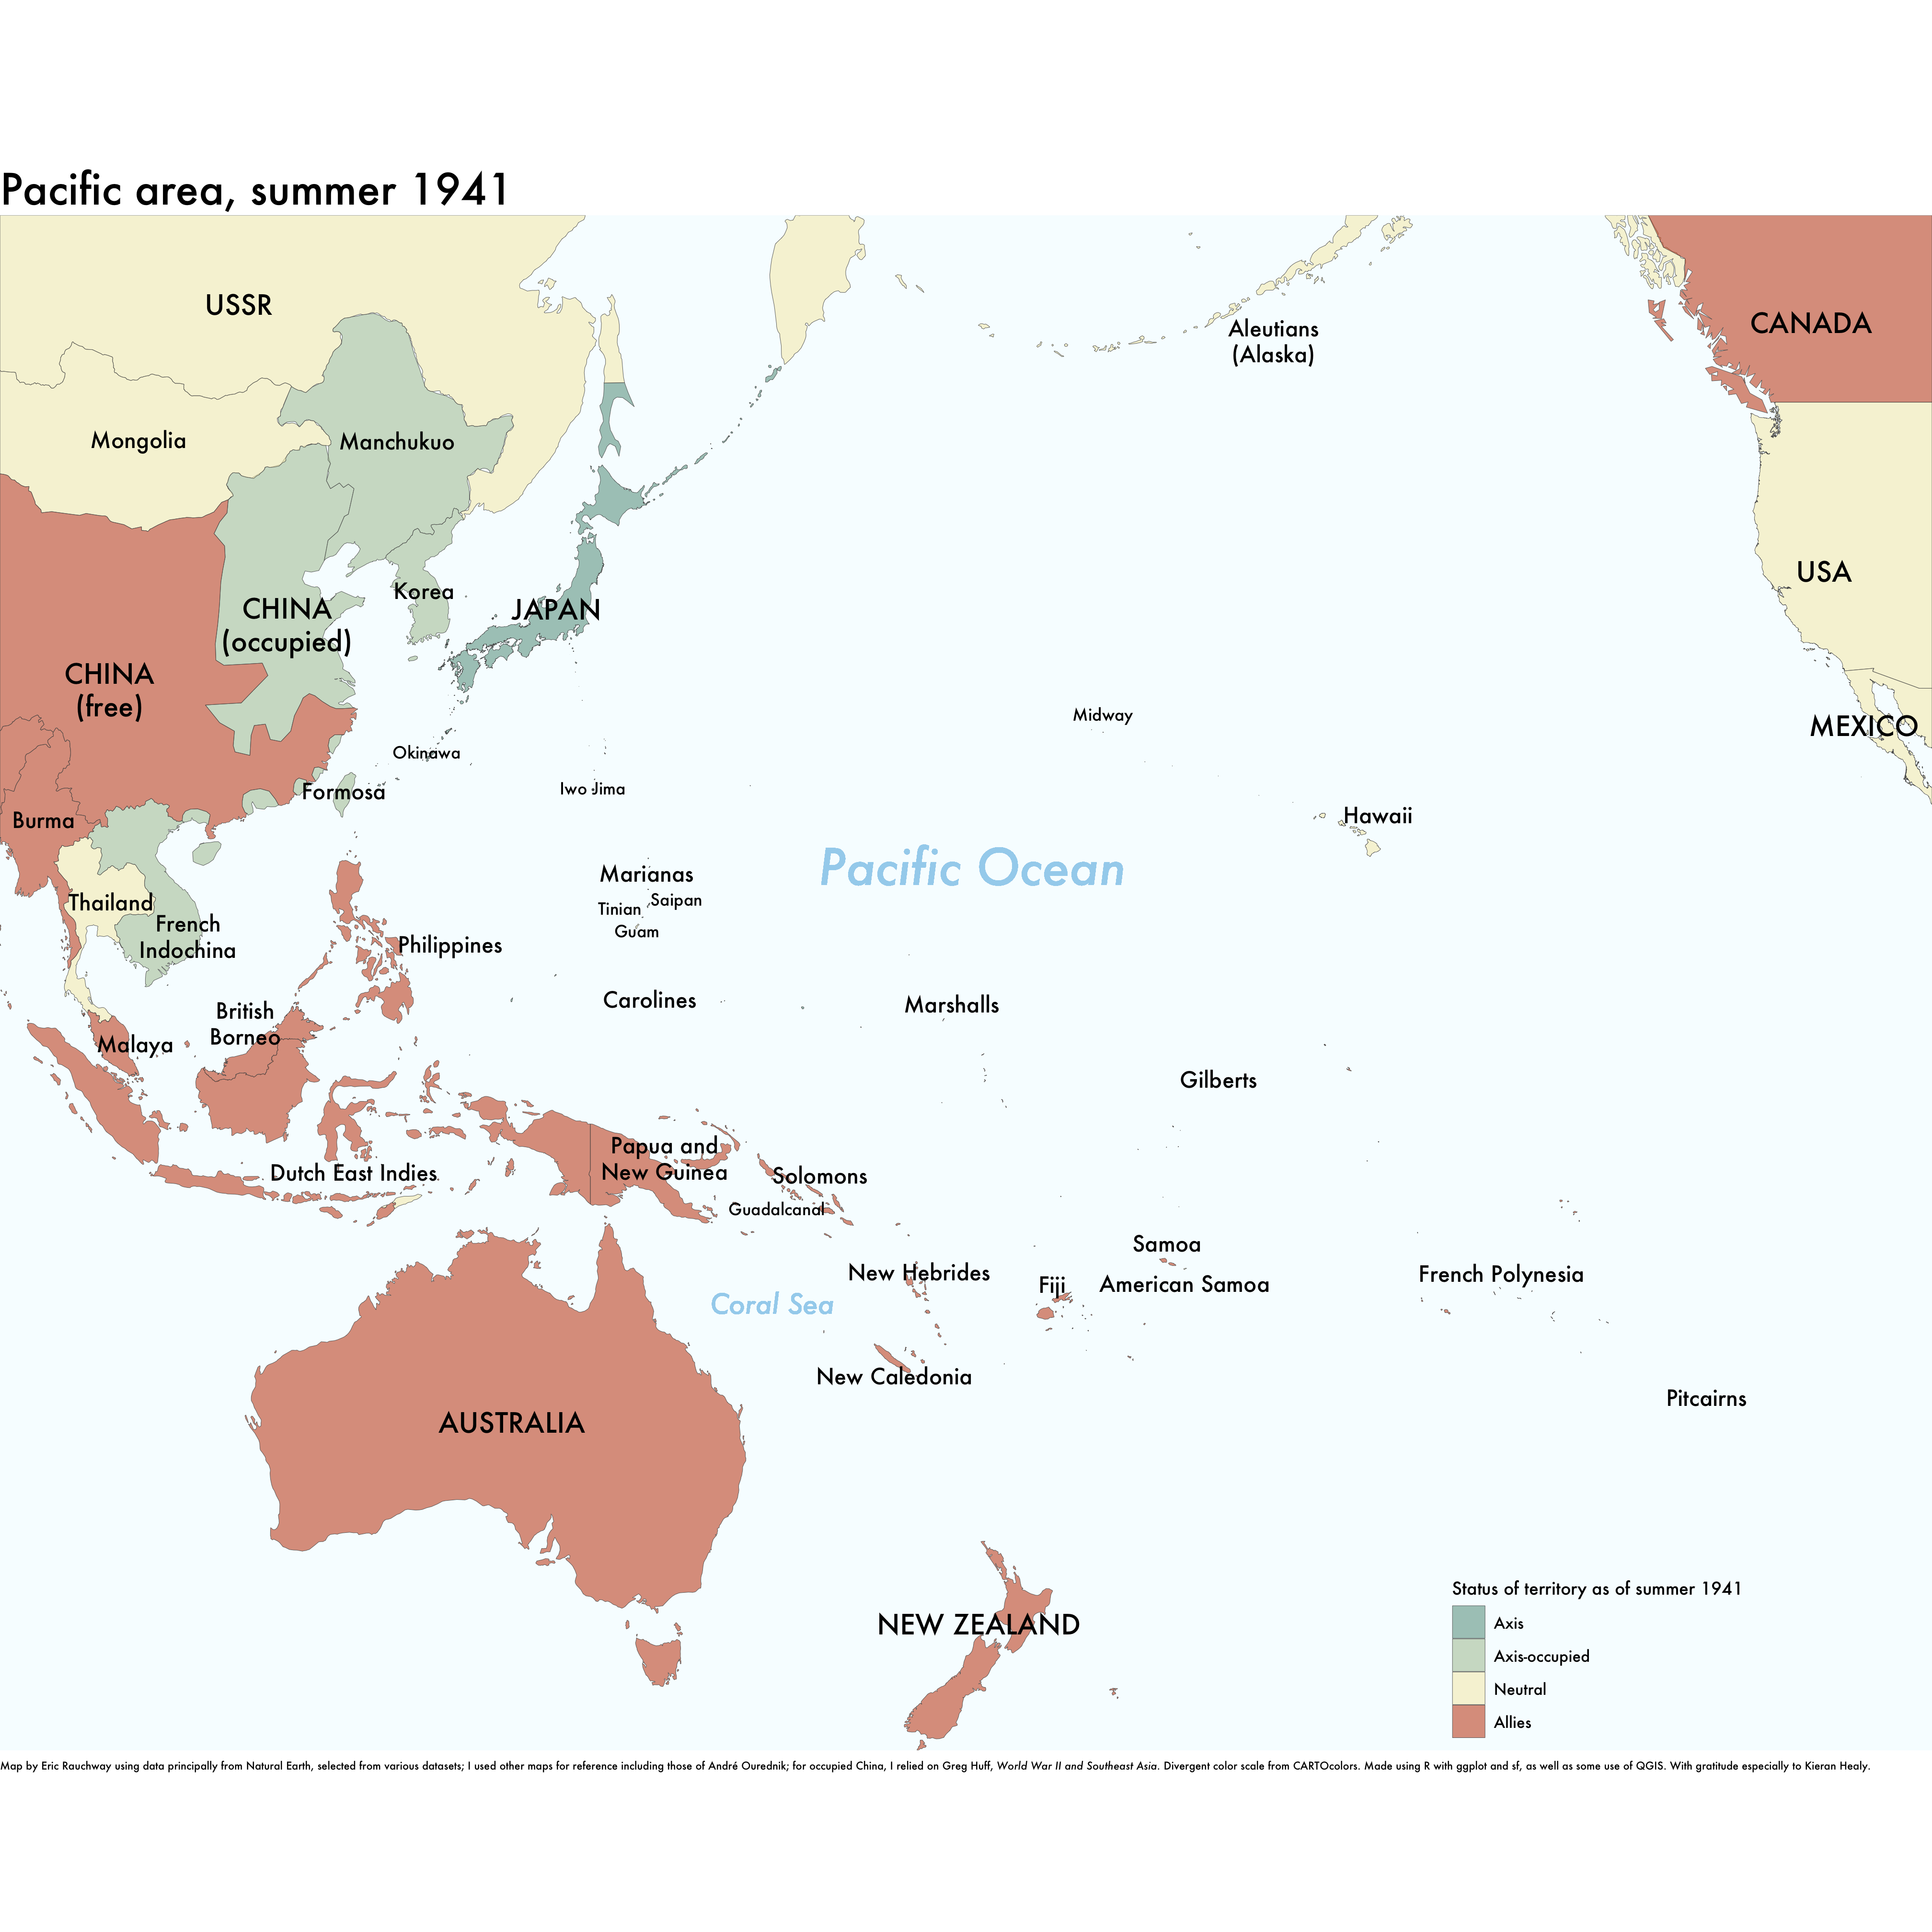 Pacific area, summer 1941
USSR
CANADA
Aleutians
(Alaska)
Mongolia
Manchukuo
USA
Korea
JAPAN
CHINA
(occupied)
CHINA
(free)
Midway
MEXICO
Okinawa
Iwo Jima
Formosa
Hawaii
Burma
Pacific Ocean
Marianas
Saipan
Tinian
Guam
Thailand
French
Indochina
Philippines
Carolines
Marshalls
British
Borneo
Malaya
Gilberts
Papua and
New Guinea
Dutch East Indies
Solomons
Guadalcanal
Samoa
New Hebrides
Fiji
American Samoa
French Polynesia
Coral Sea
New Caledonia
Pitcairns
AUSTRALIA
NEW ZEALAND
Status of territory as of summer 1941
Axis
Axis-occupied
Neutral
Allies
Map by Eric Rauchway using data principally from Natural Earth, selected from various datasets; I used other maps for reference including those of André Ourednik; for occupied China, I relied on Greg Huff, World War II and Southeast Asia. Divergent color scale from CARTOcolors. Made using R with ggplot and sf, as well as some use of QGIS. With gratitude especially to Kieran Healy.